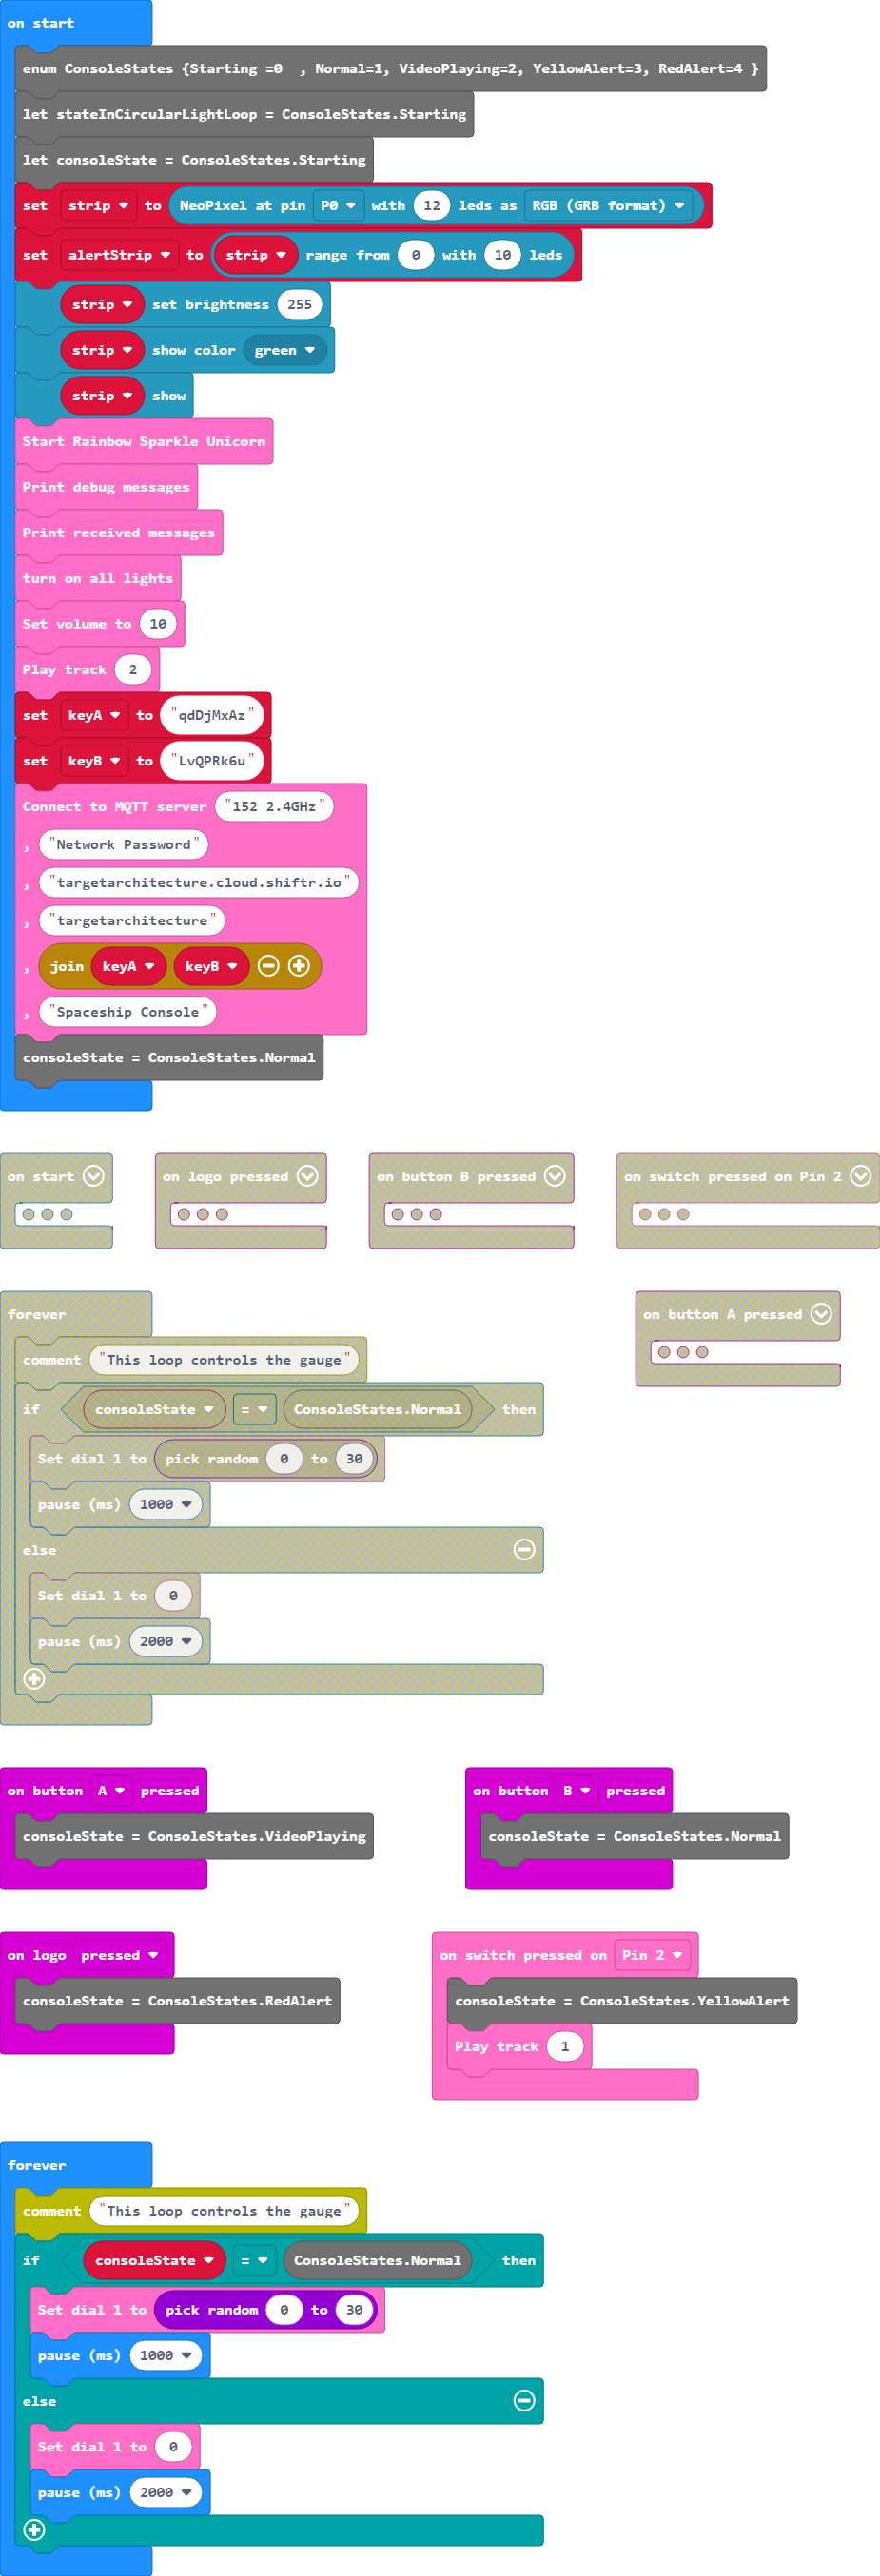 on start
enum ConsoleStates {Starting =0  , Normal=1, VideoPlaying=2, YellowAlert=3, RedAlert=4 }
let stateInCircularLightLoop = ConsoleStates.Starting
let consoleState = ConsoleStates.Starting
set strip to NeoPixel at pin P0 with 12 leds as RGB (GRB format)
set alertStrip to strip range from 0 with 10 leds
strip set brightness 255
strip show color green
strip show
Start Rainbow Sparkle Unicorn
Print debug messages
Print received messages
turn on all lights
Set volume to 10
Play track 2
set keyA to "qdDjMxAz"
set keyB to "LvQPRk6u"
Connect to MQTT server "152 2.4GHz"
, "Network Password"
, "targetarchitecture.cloud.shiftr.io"
, "targetarchitecture"
, join keyA keyB
, "Spaceship Console"
consoleState = ConsoleStates.Normal
on start
on logo pressed
on button B pressed
on switch pressed on Pin 2
forever
on button A pressed
comment "This loop controls the gauge"
if consoleState = ConsoleStates.Normal then
Set dial 1 to pick random 0 to 30
pause (ms) 1000
else
Set dial 1 to 0
pause (ms) 2000
on button A pressed
consoleState = ConsoleStates.VideoPlaying
on button B pressed
consoleState = ConsoleStates.Normal
on logo pressed
consoleState = ConsoleStates.RedAlert
on switch pressed on Pin 2
consoleState = ConsoleStates.YellowAlert
Play track 1
forever
comment "This loop controls the gauge"
if consoleState = ConsoleStates.Normal then
Set dial 1 to pick random 0 to 30
pause (ms) 1000
else
Set dial 1 to 0
pause (ms) 2000